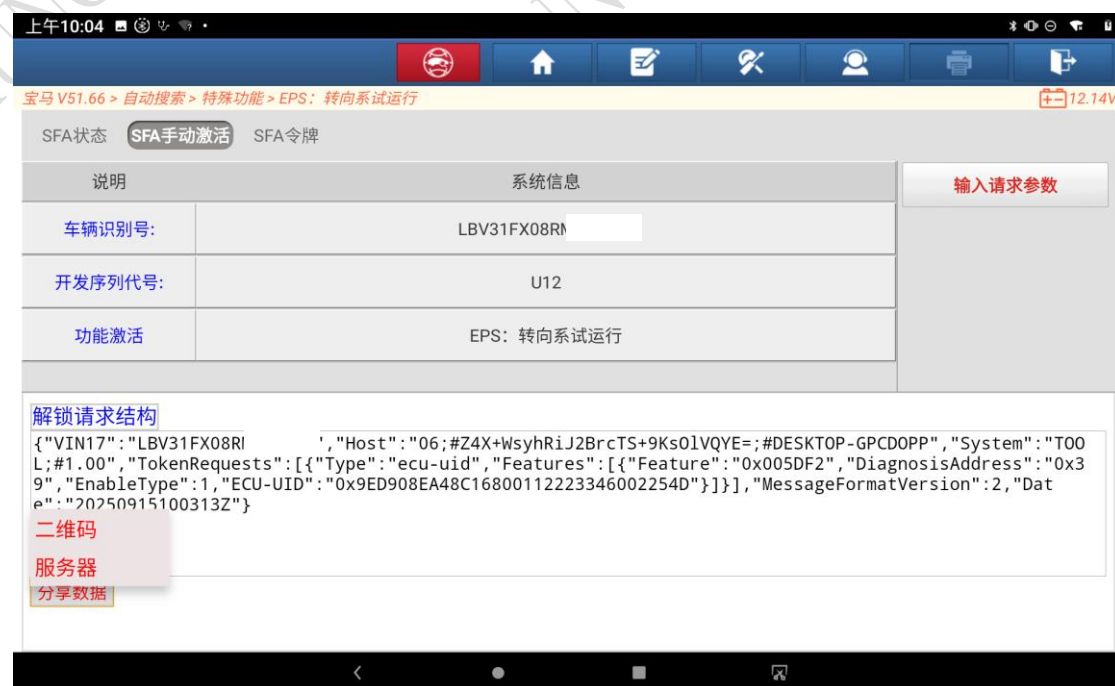 上午10:04
宝马 V51.66 > 自动搜索 > 特殊功能 > EPS：转向系试运行
12.14V
SFA状态 SFA手动激活 SFA令牌
说明 系统信息
输入请求参数
车辆识别号: LBV31FX08RM
开发序列代号: U12
功能激活 EPS：转向系试运行
解锁请求结构
{"VIN17":"LBV31FX08RM ","Host":"06;#Z4X+WsyhRiJ2BrcTS+9KsOlVQYE=;#DESKTOP-GPCDOPP","System":"TOO
L;#1.00","TokenRequests":[{"Type":"ecu-uid","Features":[{"Feature":"0x005DF2","DiagnosisAddress":"0x3
9","EnableType":1,"ECU-UID":"0x9ED908EA48C16800112223346002254D"}]}],"MessageFormatVersion":2,"Dat
e":"20250915100313Z"}
二维码
服务器
分享数据